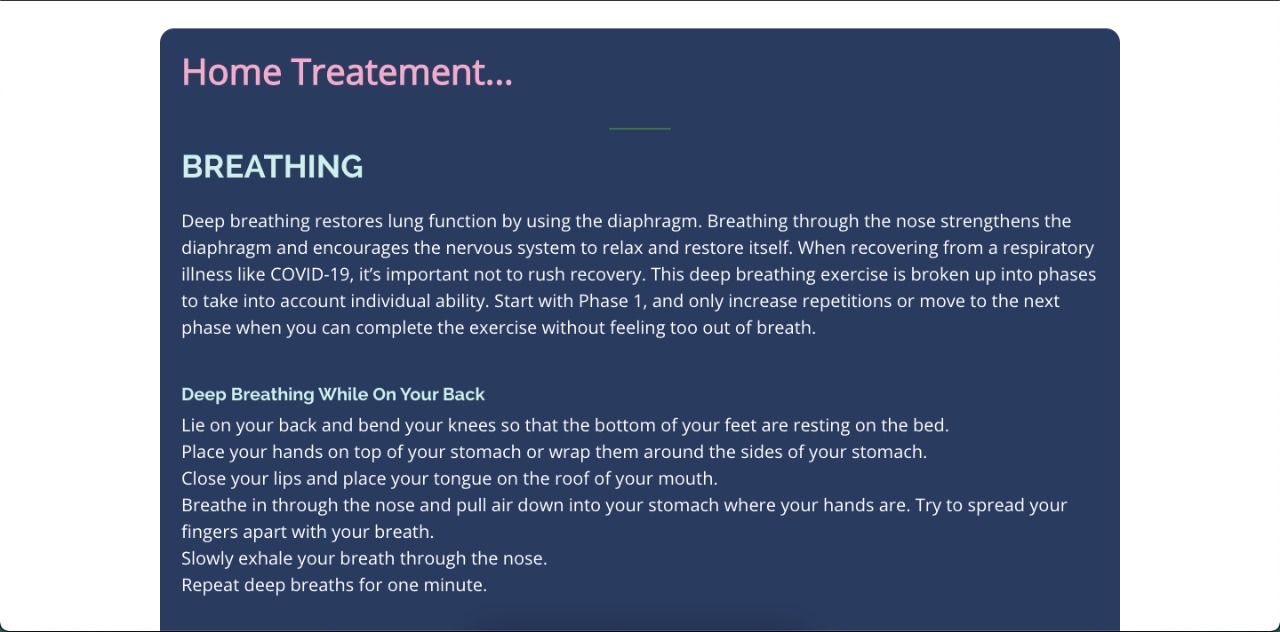 Home Treatement...
BREATHING
Deep breathing restores lung function by using the diaphragm. Breathing through the nose strengthens the
diaphragm and encourages the nervous system to relax and restore itself. When recovering from a respiratory
illness like COVID-19, it’s important not to rush recovery. This deep breathing exercise is broken up into phases
to take into account individual ability. Start with Phase 1, and only increase repetitions or move to the next
phase when you can complete the exercise without feeling too out of breath.
Deep Breathing While On Your Back
Lie on your back and bend your knees so that the bottom of your feet are resting on the bed.
Place your hands on top of your stomach or wrap them around the sides of your stomach.
Close your lips and place your tongue on the roof of your mouth.
Breathe in through the nose and pull air down into your stomach where your hands are. Try to spread your
fingers apart with your breath.
Slowly exhale your breath through the nose.
Repeat deep breaths for one minute.